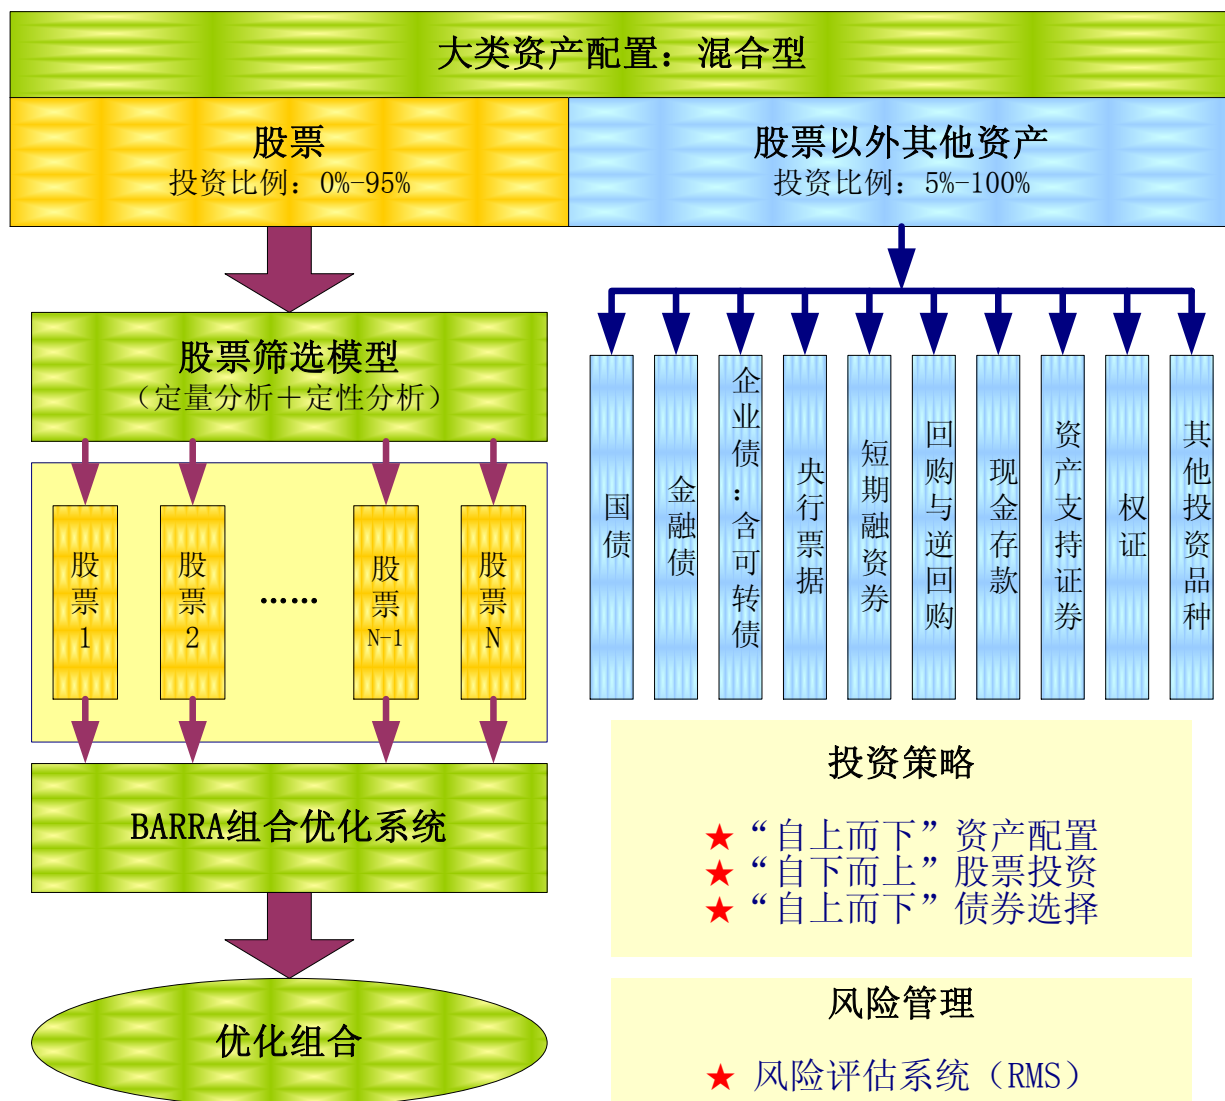 大类资产配置：混合型
股票
投资比例：0%-95%
股票以外其他资产
投资比例：5%-100%
股票筛选模型
（定量分析＋定性分析）
股票1
股票2
……
股票N-1
股票N
BARRA组合优化系统
优化组合
国债
金融债
企业债：含可转债
央行票据
短期融资券
回购与逆回购
现金存款
资产支持证券
权证
其他投资品种
投资策略
★“自上而下”资产配置
★“自下而上”股票投资
★“自上而下”债券选择
风险管理
★ 风险评估系统（RMS）